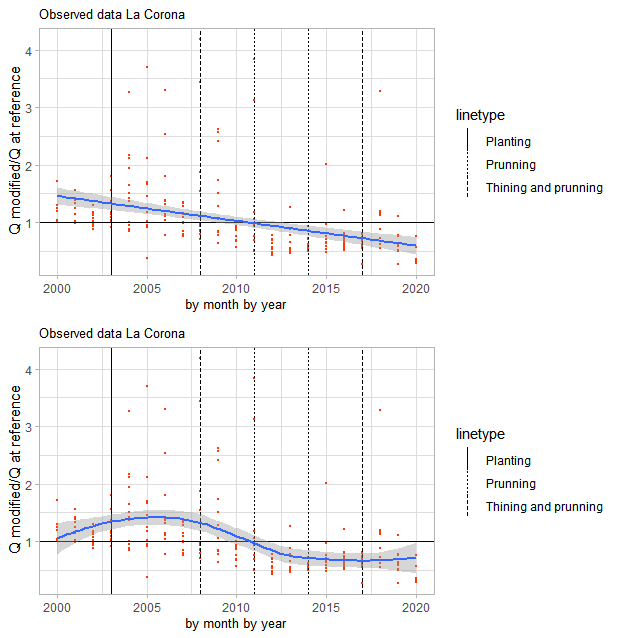 Observed data La Corona
Q modified/Q at reference
4
3
2
1
2000 2005 2010 2015 2020
by month by year
linetype
Planting
Prunning
Thining and prunning
Observed data La Corona
Q modified/Q at reference
4
3
2
1
2000 2005 2010 2015 2020
by month by year
linetype
Planting
Prunning
Thining and prunning